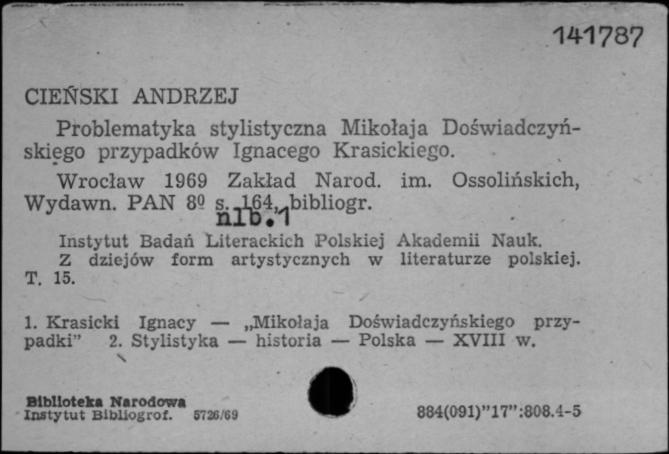 141787
CIEŃSKI ANDRZEJ
Problematyka stylistyczna Mikołaja Doświadczyń-
skiego przypadków Ignacego Krasickiego.
Wrocław 1969 Zakład Narod. im. Ossolińskich,
Wydawn. PAN 8º s. 164, bibliogr.
nlb. 1
Instytut Badań Literackich Polskiej Akademii Nauk.
Z dziejów form artystycznych w literaturze polskiej.
T. 15.
1. Krasicki Ignacy — „Mikołaja Doświadczyńskiego przy-
padki” 2. Stylistyka — historia — Polska — XVIII w.
Biblioteka Narodowa
Instytut Bibliogrof. 5726/69
884(091)”17”:808.4-5